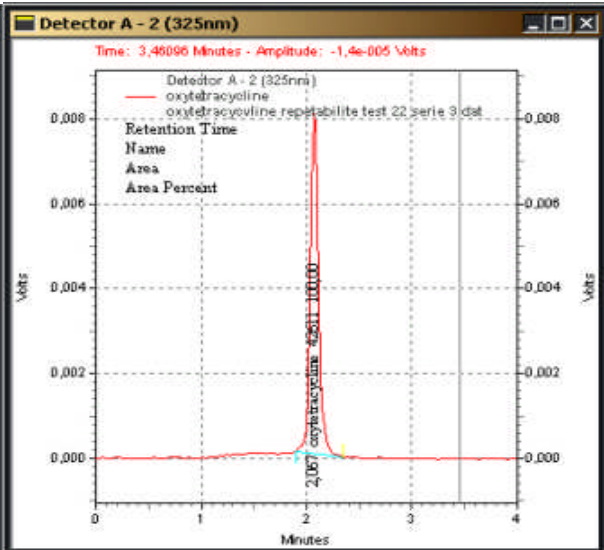 Detector A - 2 (325nm)
Time: 3,46096 Minutes - Amplitude: -1,4e-005 Volts
Detector A - 2 (325nm)
oxytetracycline
oxytetracyovline repetabilite test 22 serie 3 dat
Retention Time
Name
Area
Area Percent
0,008
0,006
0,004
0,002
0,000
Volts
0,008
0,006
0,004
0,002
0,000
Volts
2,067 oxytetracycline 42611 100,00
0 1 2 3 4
Minutes